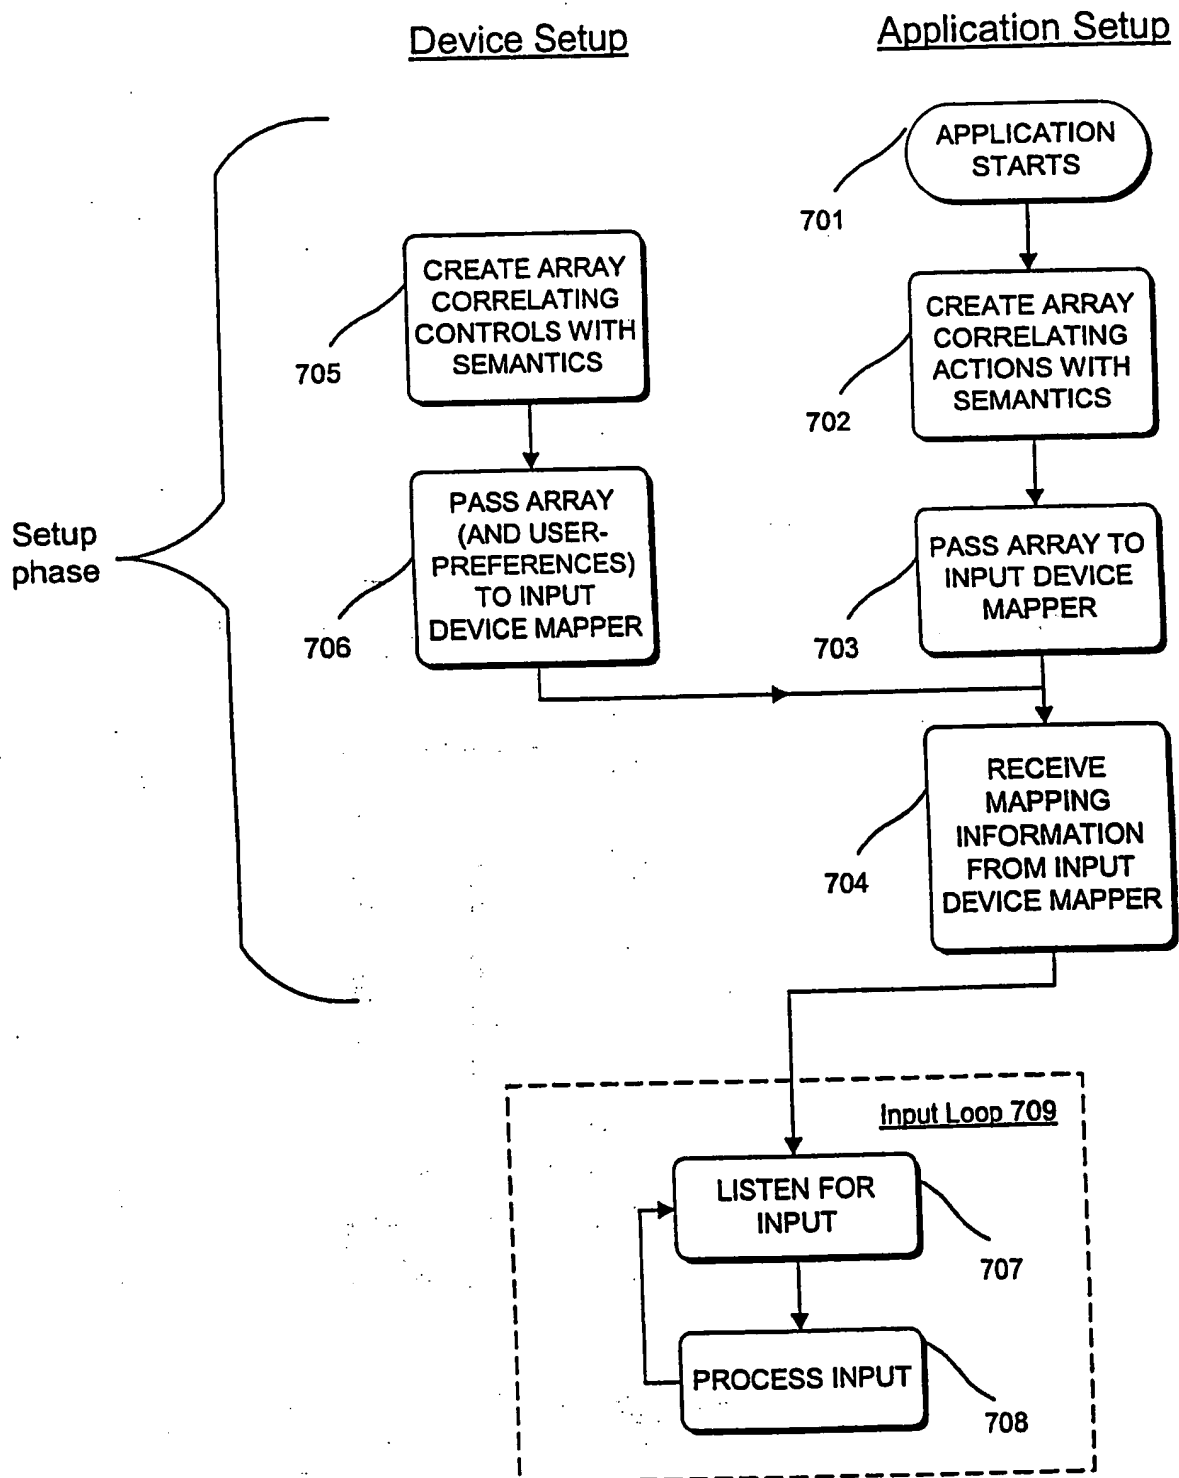 Device Setup
Application Setup
APPLICATION
STARTS
701
CREATE ARRAY
CORRELATING
CONTROLS WITH
SEMANTICS
705
CREATE ARRAY
CORRELATING
ACTIONS WITH
SEMANTICS
702
Setup
phase
PASS ARRAY
(AND USER-
PREFERENCES)
TO INPUT
DEVICE MAPPER
706
PASS ARRAY TO
INPUT DEVICE
MAPPER
703
RECEIVE
MAPPING
INFORMATION
FROM INPUT
DEVICE MAPPER
704
Input Loop 709
LISTEN FOR
INPUT
707
PROCESS INPUT
708